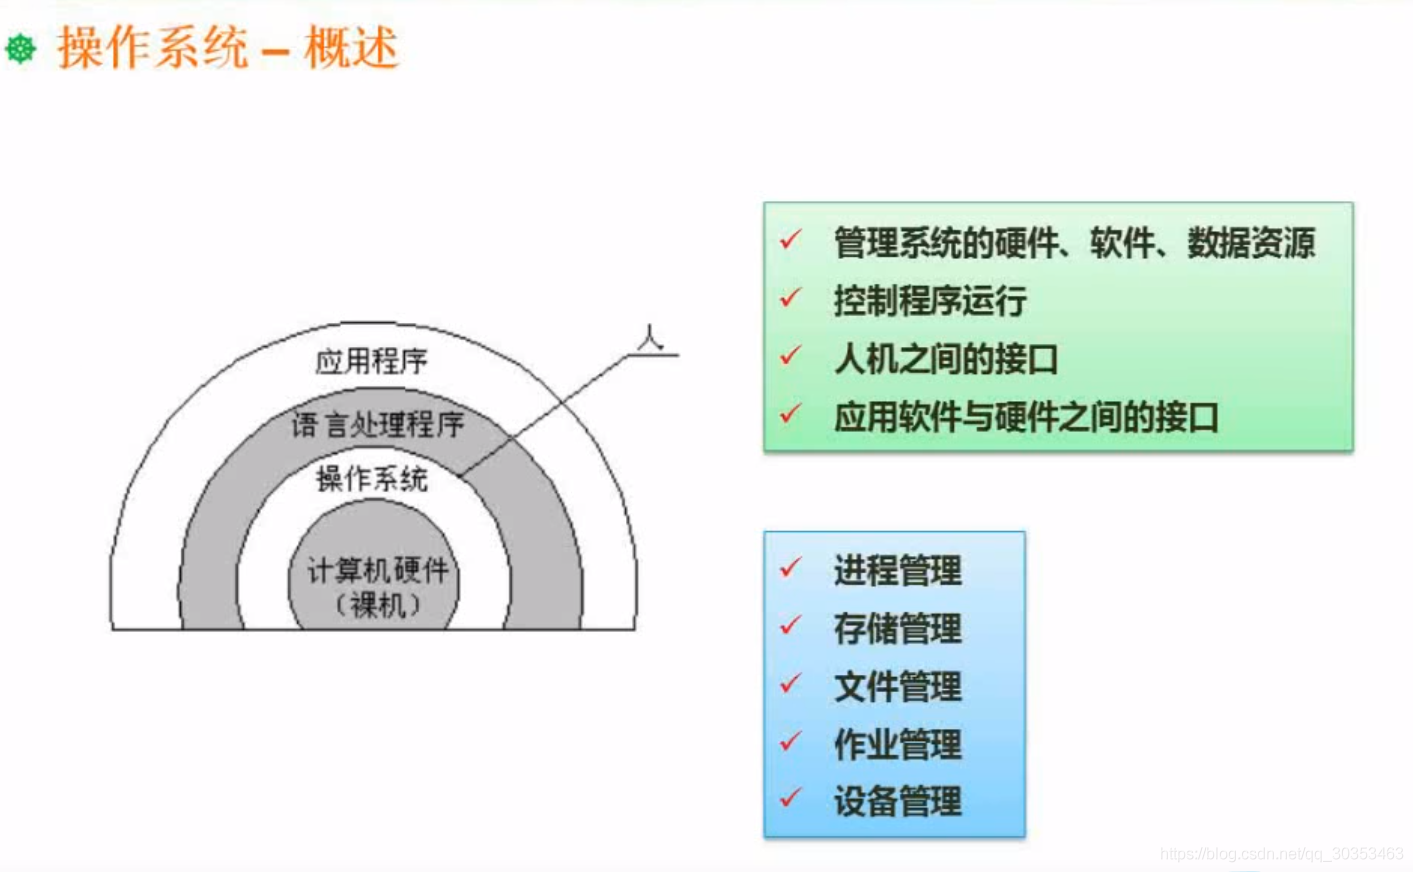 操作系统 – 概述
管理系统的硬件、软件、数据资源
控制程序运行
人机之间的接口
应用软件与硬件之间的接口
人
应用程序
语言处理程序
操作系统
计算机硬件
（裸机）
进程管理
存储管理
文件管理
作业管理
设备管理
https://blog.csdn.net/qq_30353463